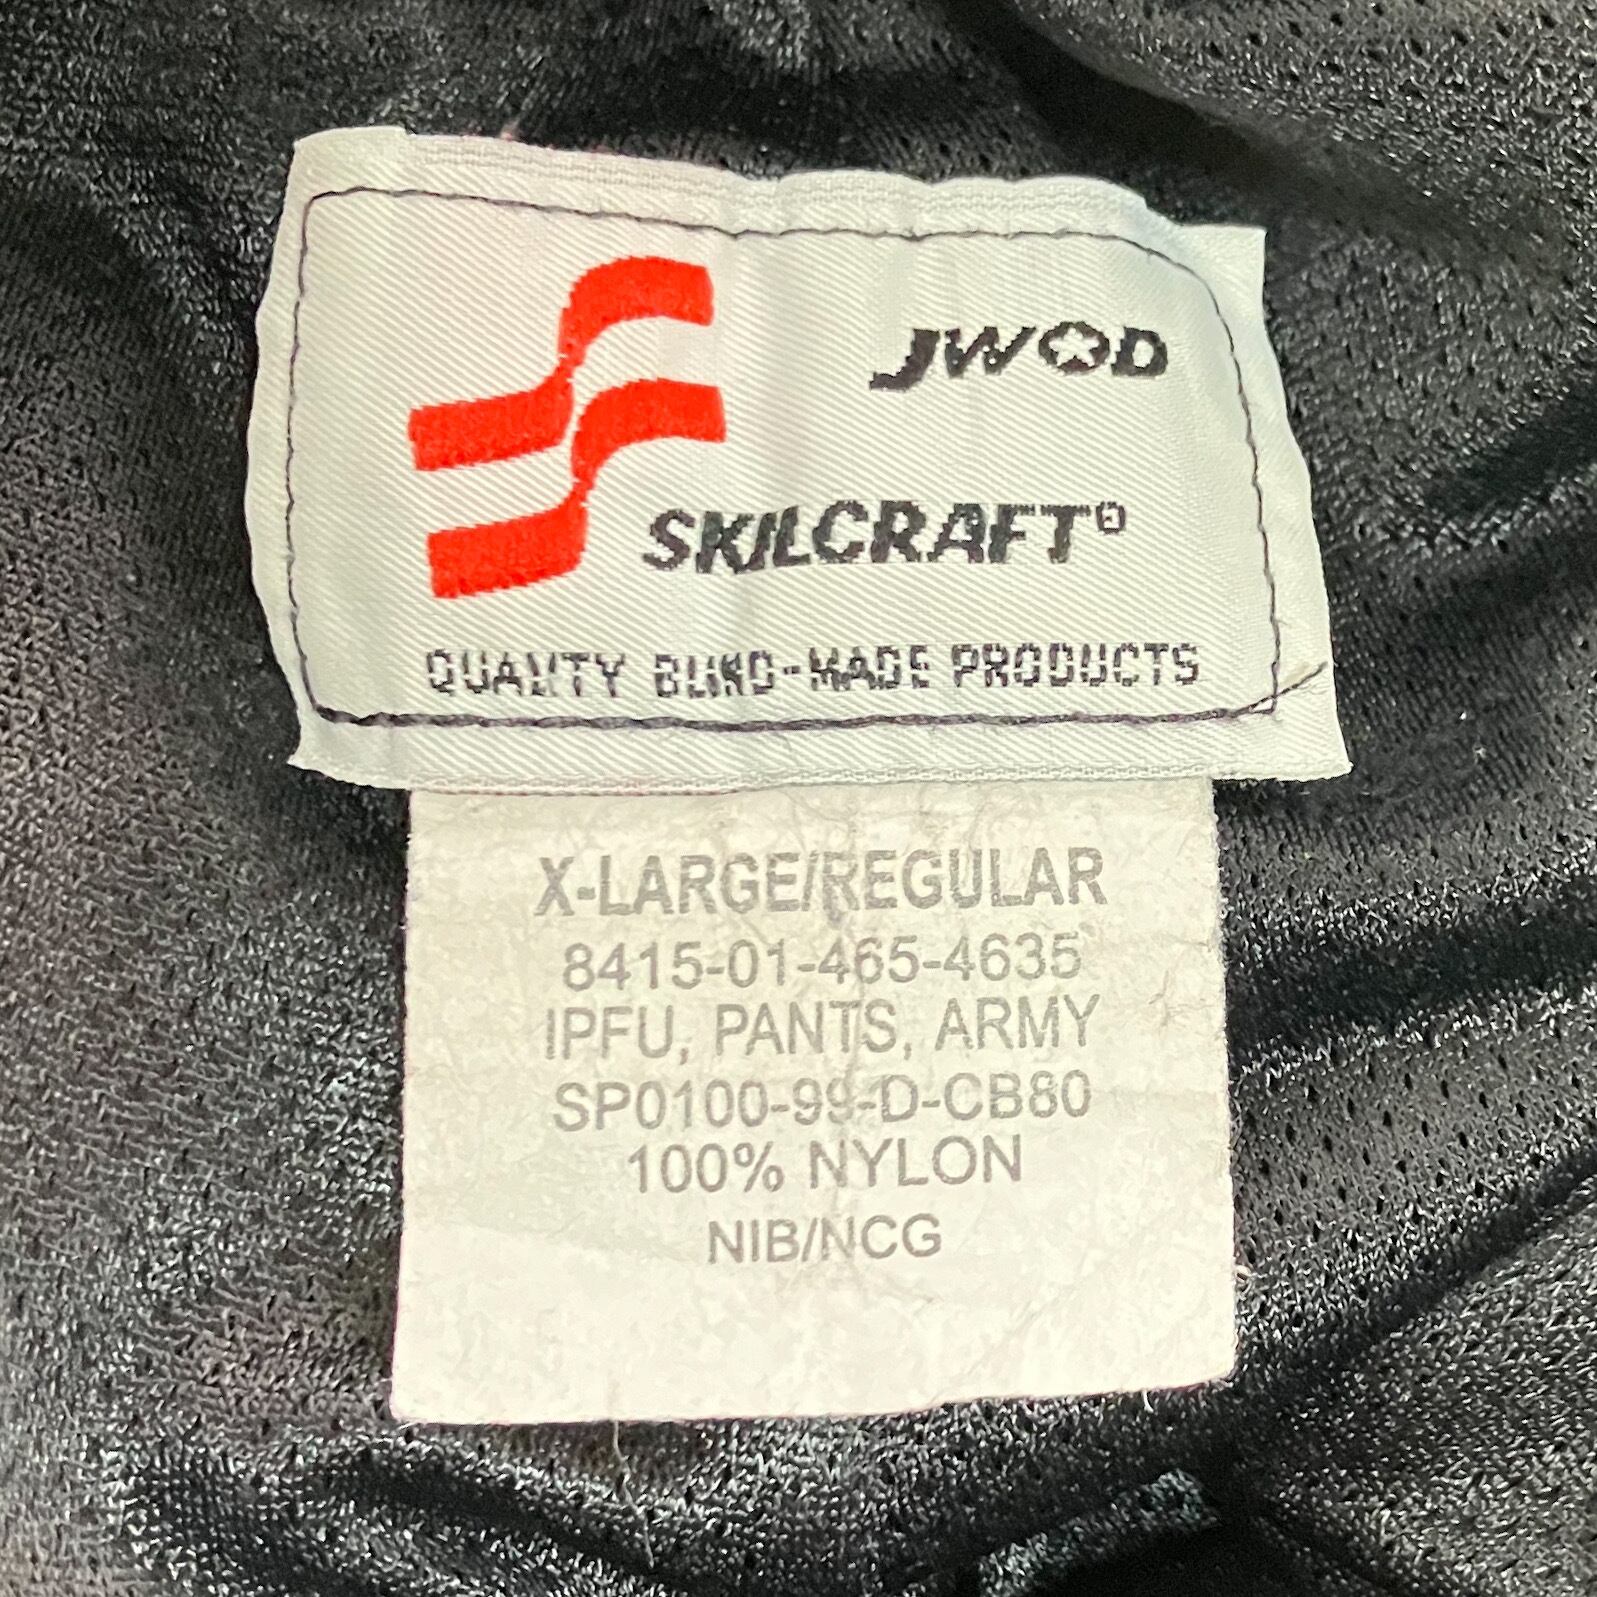 JWOD
SKILCRAFT®
QUALITY BLIND-MADE PRODUCTS
X-LARGE/REGULAR
8415-01-465-4635
IPFU, PANTS, ARMY
SP0100-99-D-CB80
100% NYLON
NIB/NCG